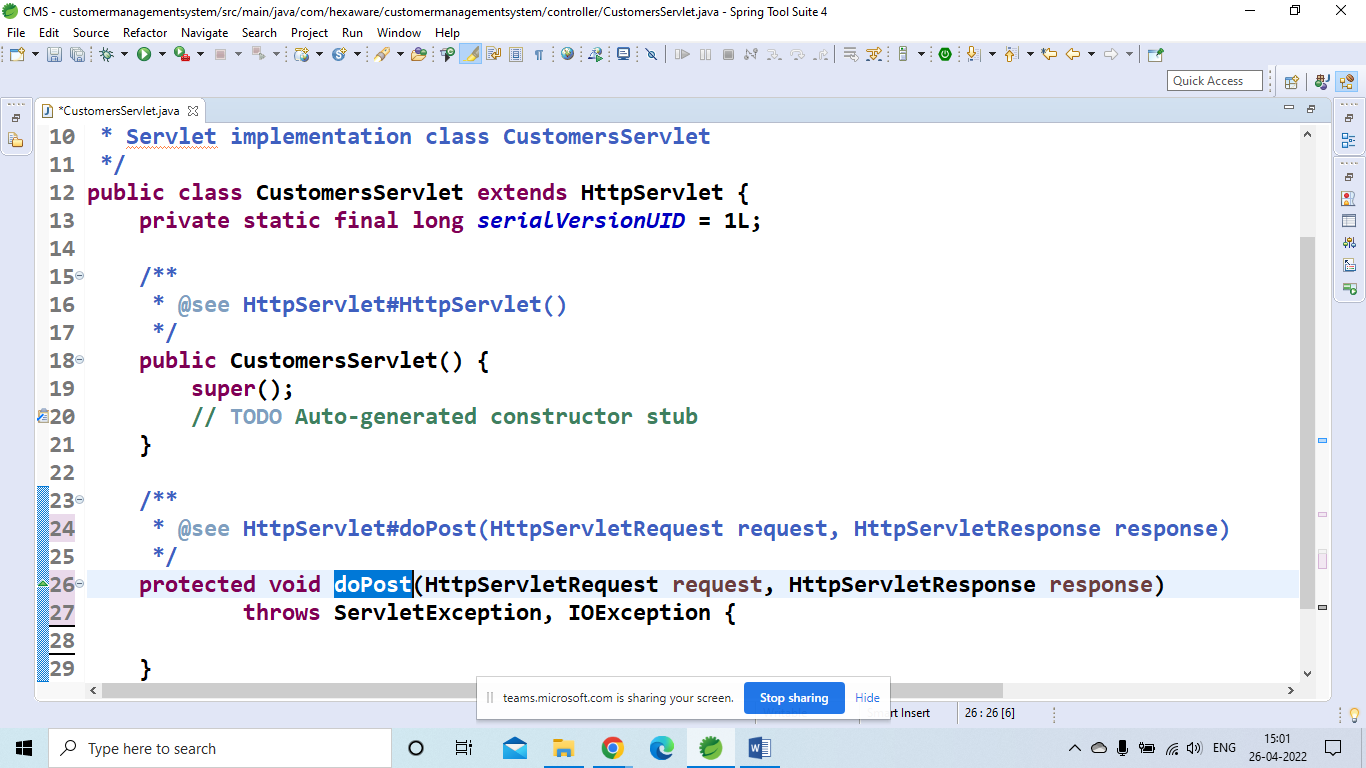 CMS - customermanagementsystem/src/main/java/com/hexaware/customermanagementsystem/controller/CustomersServlet.java - Spring Tool Suite 4
File Edit Source Refactor Navigate Search Project Run Window Help
Quick Access
*CustomersServlet.java
10 * Servlet implementation class CustomersServlet
11 */
12 public class CustomersServlet extends HttpServlet {
13 private static final long serialVersionUID = 1L;
14
15 /**
16 * @see HttpServlet#HttpServlet()
17 */
18 public CustomersServlet() {
19 super();
20 // TODO Auto-generated constructor stub
21 }
22
23 /**
24 * @see HttpServlet#doPost(HttpServletRequest request, HttpServletResponse response)
25 */
26 protected void doPost(HttpServletRequest request, HttpServletResponse response)
27 throws ServletException, IOException {
28
29 }
teams.microsoft.com is sharing your screen. Stop sharing Hide
Insert 26 : 26 [6]
Type here to search
ENG
15:01
26-04-2022